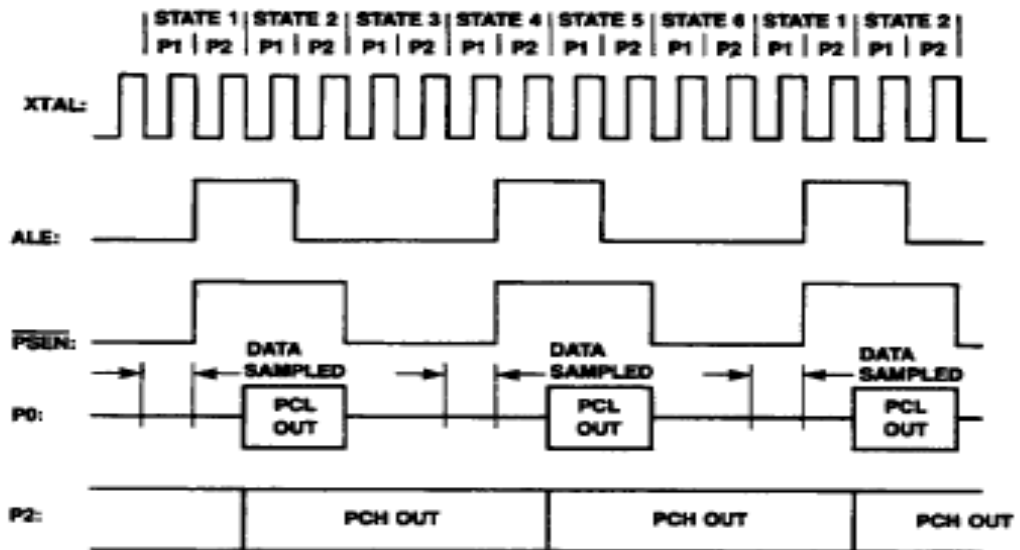 STATE 1 STATE 2 STATE 3 STATE 4 STATE 5 STATE 6 STATE 1 STATE 2
P1 P2 P1 P2 P1 P2 P1 P2 P1 P2 P1 P2 P1 P2 P1 P2
XTAL:
ALE:
PSEN:
DATA SAMPLED
DATA SAMPLED
DATA SAMPLED
P0:
PCL OUT
PCL OUT
PCL OUT
P2:
PCH OUT
PCH OUT
PCH OUT